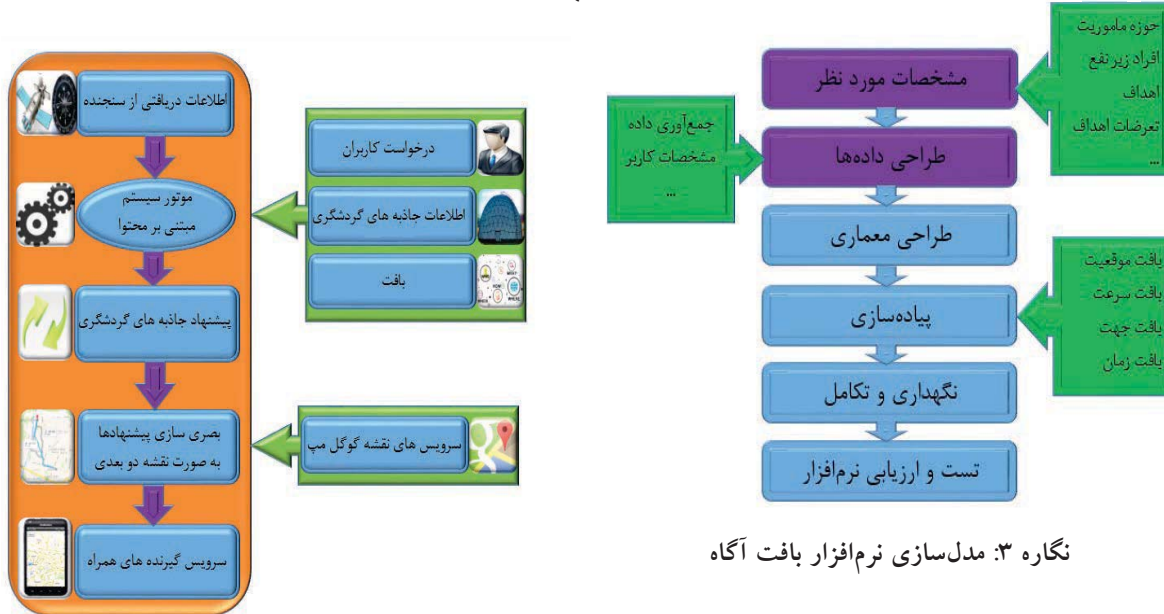 حوزه ماموریت
افراد زیر نفع
اهداف
تعرضات اهداف
...
مشخصات مورد نظر
جمع‌آوری داده
مشخصات کاربر
...
طراحی داده‌ها
طراحی معماری
بافت موقعیت
بافت سرعت
بافت جهت
بافت زمان
پیاده‌سازی
نگهداری و تکامل
تست و ارزیابی نرم‌افزار
نگاره ۳: مدل‌سازی نرم‌افزار بافت آگاه
اطلاعات دریافتی از سنجنده
درخواست کاربران
اطلاعات جاذبه های گردشگری
بافت
موتور سیستم
مبتنی بر محتوا
پیشنهاد جاذبه های گردشگری
سرویس های نقشه گوگل مپ
بصری سازی پیشنهادها
به صورت نقشه دو بعدی
سرویس گیرنده های همراه